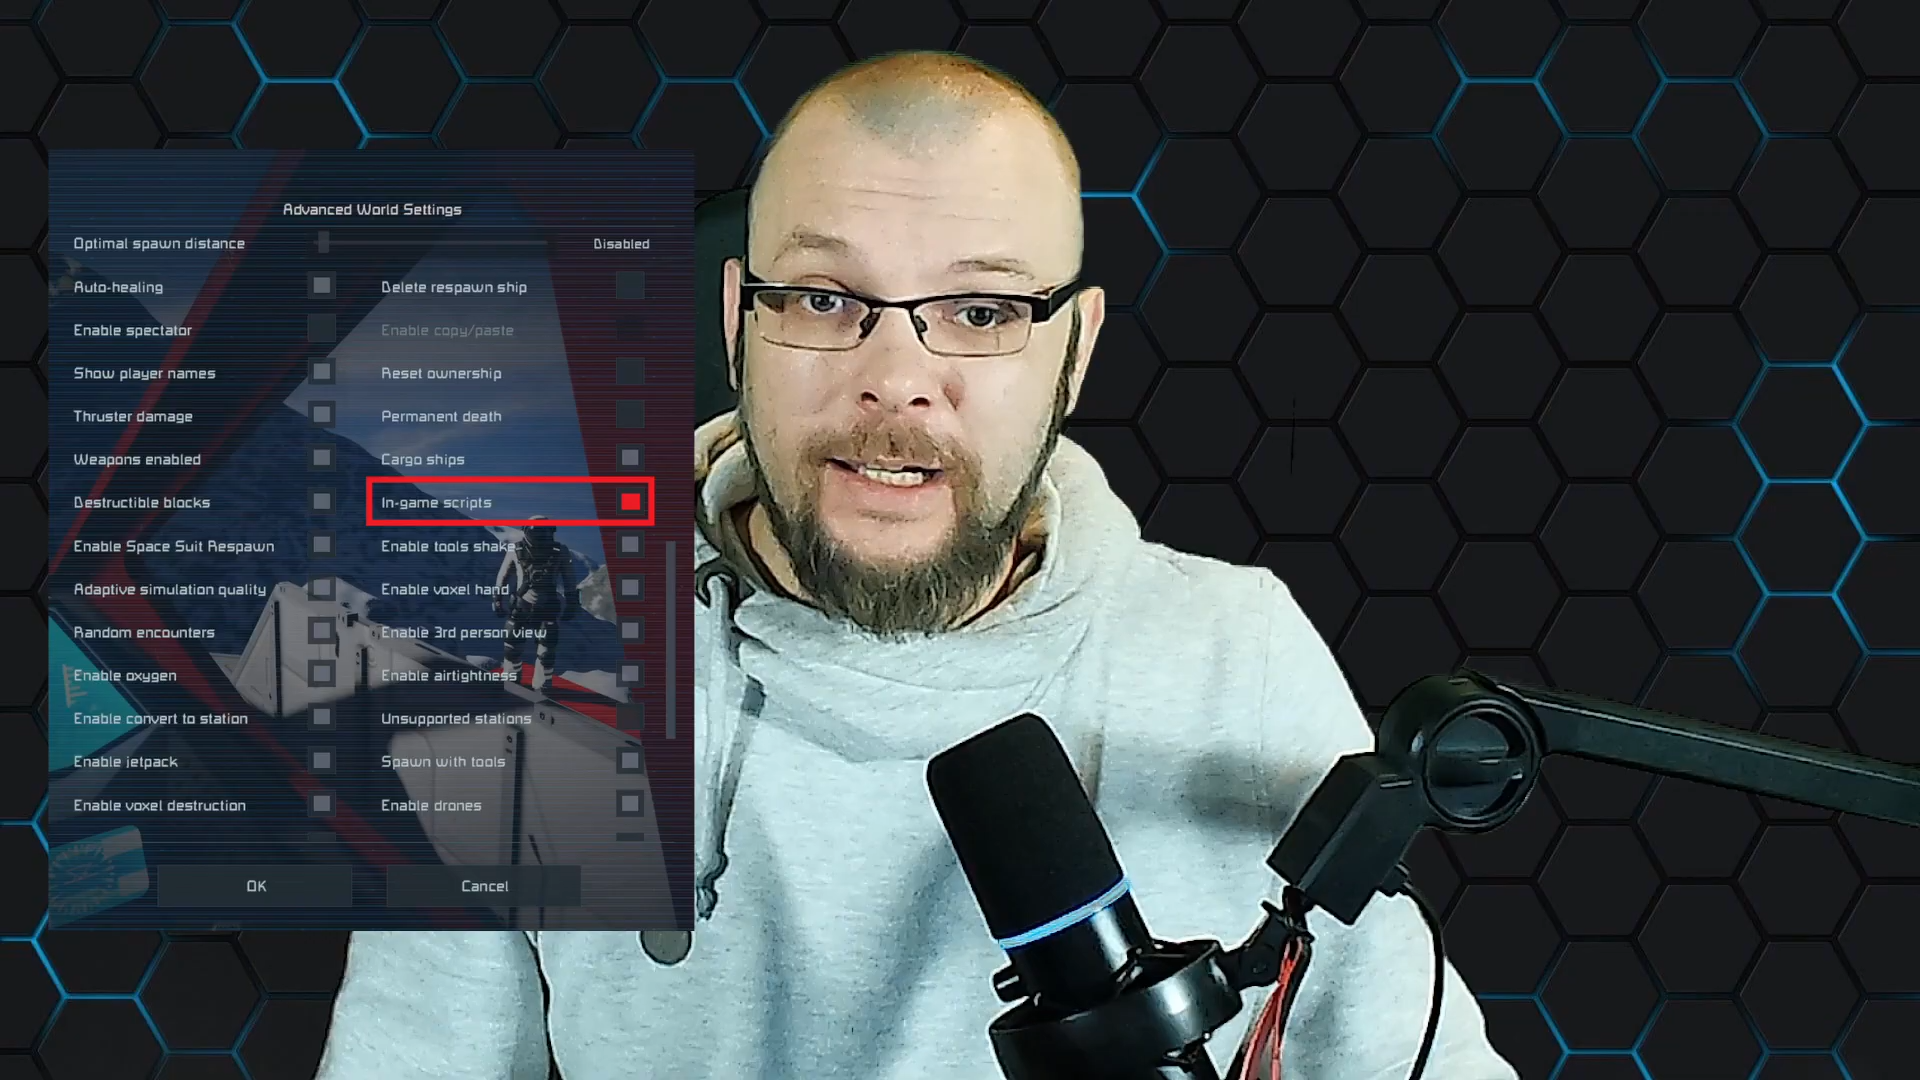 Advanced World Settings
Optimal spawn distance Disabled
Auto-healing Delete respawn ship
Enable spectator Enable copy/paste
Show player names Reset ownership
Thruster damage Permanent death
Weapons enabled Cargo ships
Destructible blocks In-game scripts
Enable Space Suit Respawn Enable tools shake
Adaptive simulation quality Enable voxel hand
Random encounters Enable 3rd person view
Enable oxygen Enable airtightness
Enable convert to station Unsupported stations
Enable jetpack Spawn with tools
Enable voxel destruction Enable drones
OK Cancel